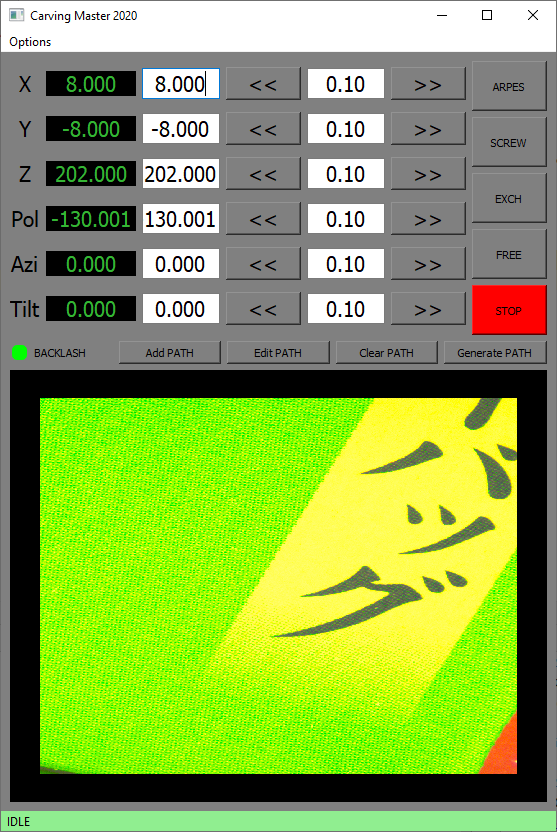 Carving Master 2020
Options
X 8.000 8.000 << 0.10 >> ARPES
Y -8.000 -8.000 << 0.10 >> SCREW
Z 202.000 202.000 << 0.10 >> EXCH
Pol -130.001 130.001 << 0.10 >> FREE
Azi 0.000 0.000 << 0.10 >>
Tilt 0.000 0.000 << 0.10 >> STOP
BACKLASH Add PATH Edit PATH Clear PATH Generate PATH
バッグ
IDLE